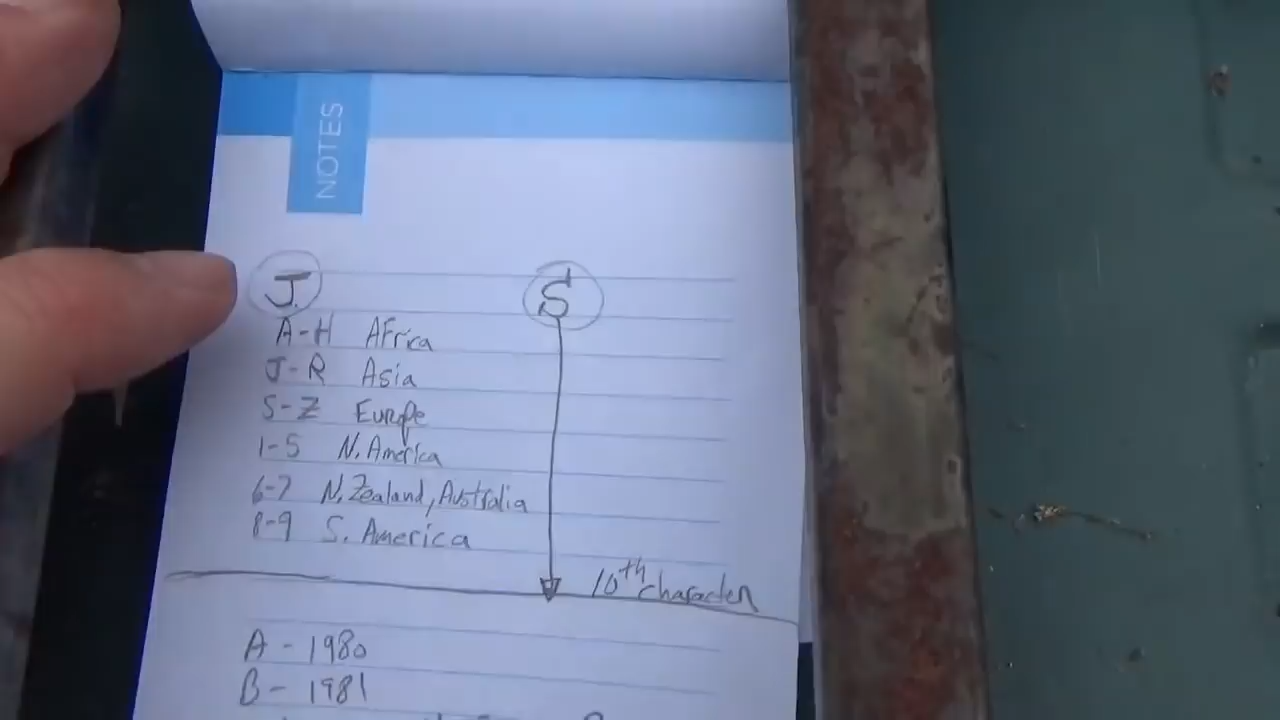 NOTES
J. S
A-H Africa
J-R Asia
S-Z Europe
1-5 N. America
6-7 N. Zealand, Australia
8-9 S. America
10th character
A - 1980
B - 1981